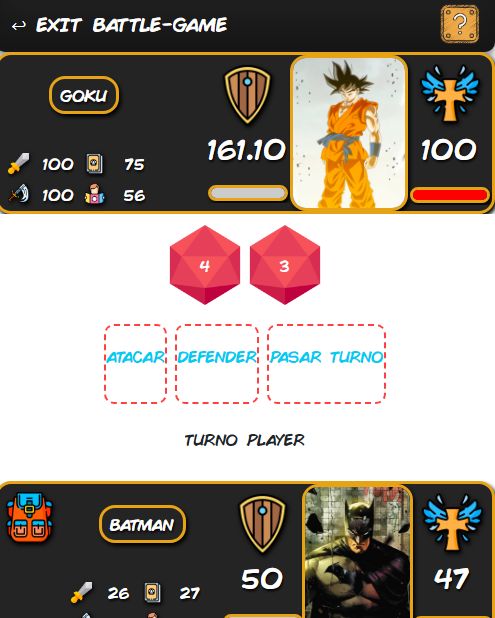 ↩ EXIT BATTLE-GAME
?
GOKU
161.10
100
100 75
100 56
4 3
ATACAR DEFENDER PASAR TURNO
TURNO PLAYER
BATMAN
50
47
26 27